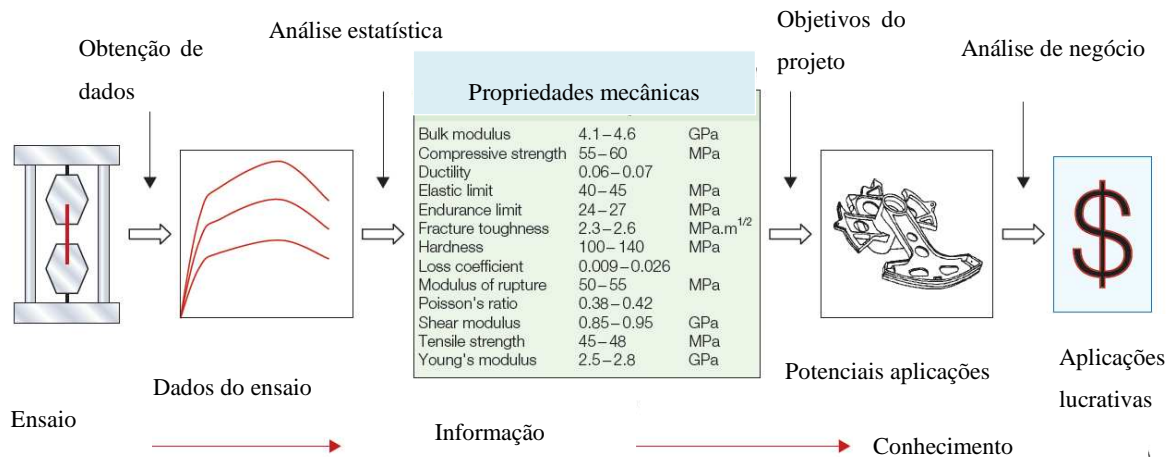 Obtenção de
dados
Análise estatística
Objetivos do
projeto
Análise de negócio
Propriedades mecânicas
Bulk modulus 4.1–4.6 GPa
Compressive strength 55–60 MPa
Ductility 0.06–0.07
Elastic limit 40–45 MPa
Endurance limit 24–27 MPa
Fracture toughness 2.3–2.6 MPa.m1/2
Hardness 100–140 MPa
Loss coefficient 0.009–0.026
Modulus of rupture 50–55 MPa
Poisson's ratio 0.38–0.42
Shear modulus 0.85–0.95 GPa
Tensile strength 45–48 MPa
Young's modulus 2.5–2.8 GPa
$
Dados do ensaio
Potenciais aplicações
Aplicações
lucrativas
Ensaio
Informação
Conhecimento